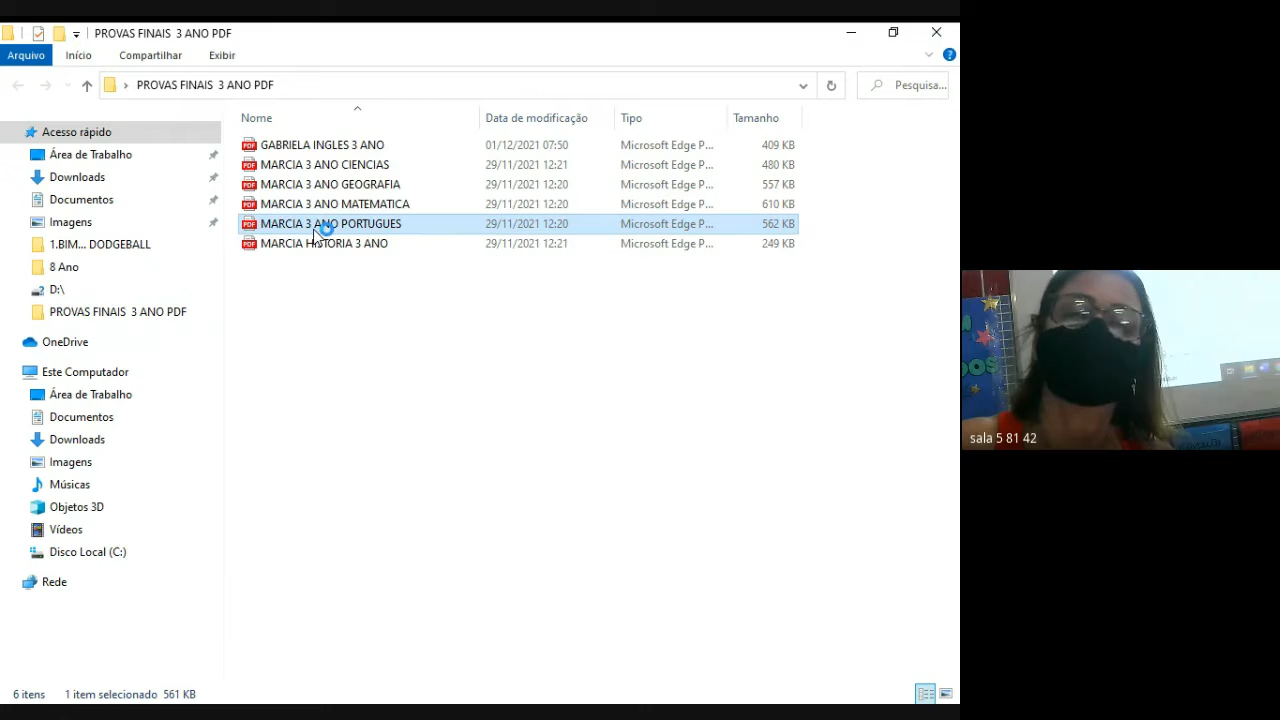 PROVAS FINAIS  3 ANO PDF
Arquivo Início Compartilhar Exibir
PROVAS FINAIS  3 ANO PDF Pesquisa...
Nome Data de modificação Tipo Tamanho
GABRIELA INGLES 3 ANO 01/12/2021 07:50 Microsoft Edge P... 409 KB
MARCIA 3 ANO CIENCIAS 29/11/2021 12:21 Microsoft Edge P... 480 KB
MARCIA 3 ANO GEOGRAFIA 29/11/2021 12:20 Microsoft Edge P... 557 KB
MARCIA 3 ANO MATEMATICA 29/11/2021 12:20 Microsoft Edge P... 610 KB
MARCIA 3 ANO PORTUGUES 29/11/2021 12:20 Microsoft Edge P... 562 KB
MARCIA HISTORIA 3 ANO 29/11/2021 12:21 Microsoft Edge P... 249 KB
Acesso rápido
Área de Trabalho
Downloads
Documentos
Imagens
1.BIM... DODGEBALL
8 Ano
D:\
PROVAS FINAIS  3 ANO PDF
OneDrive
Este Computador
Área de Trabalho
Documentos
Downloads
Imagens
Músicas
Objetos 3D
Vídeos
Disco Local (C:)
Rede
6 itens 1 item selecionado 561 KB
sala 5 81 42